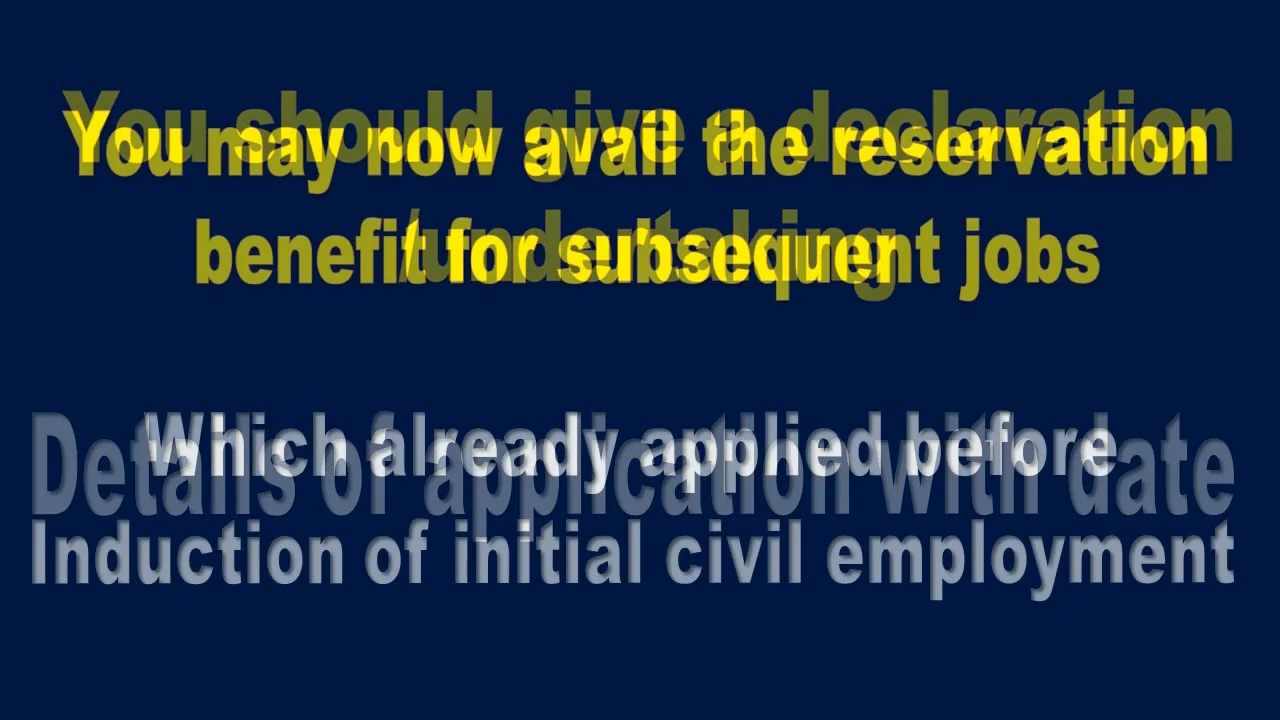 You should give a declaration
/undertaking
You may now avail the reservation
benefit for subsequent jobs
Details of application with date
Which already applied before
Induction of initial civil employment